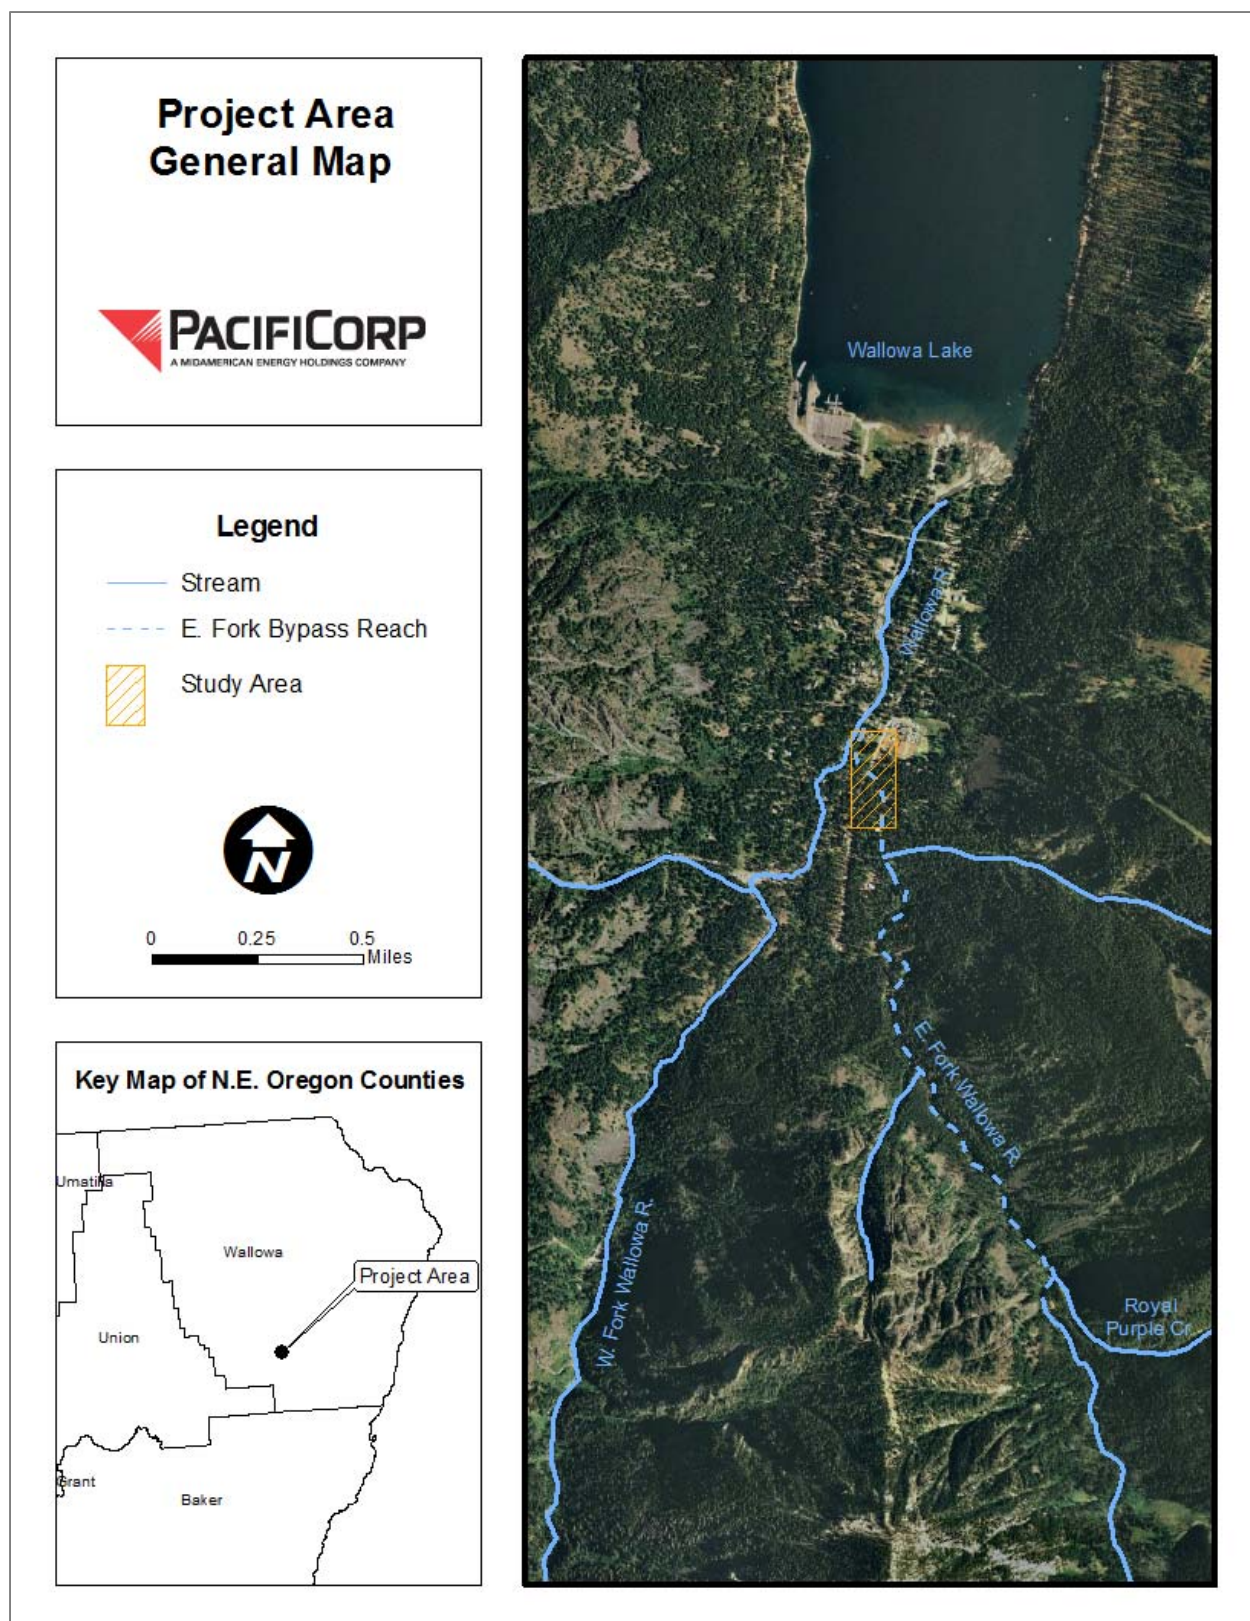 Project Area
General Map
PACIFICORP
A MIDAMERICAN ENERGY HOLDINGS COMPANY
Legend
Stream
E. Fork Bypass Reach
Study Area
N
0 0.25 0.5
Miles
Key Map of N.E. Oregon Counties
Umatilla
Wallowa
Project Area
Union
Grant
Baker
Wallowa Lake
Wallowa R.
E. Fork Wallowa R.
W. Fork Wallowa R.
Royal
Purple Cr